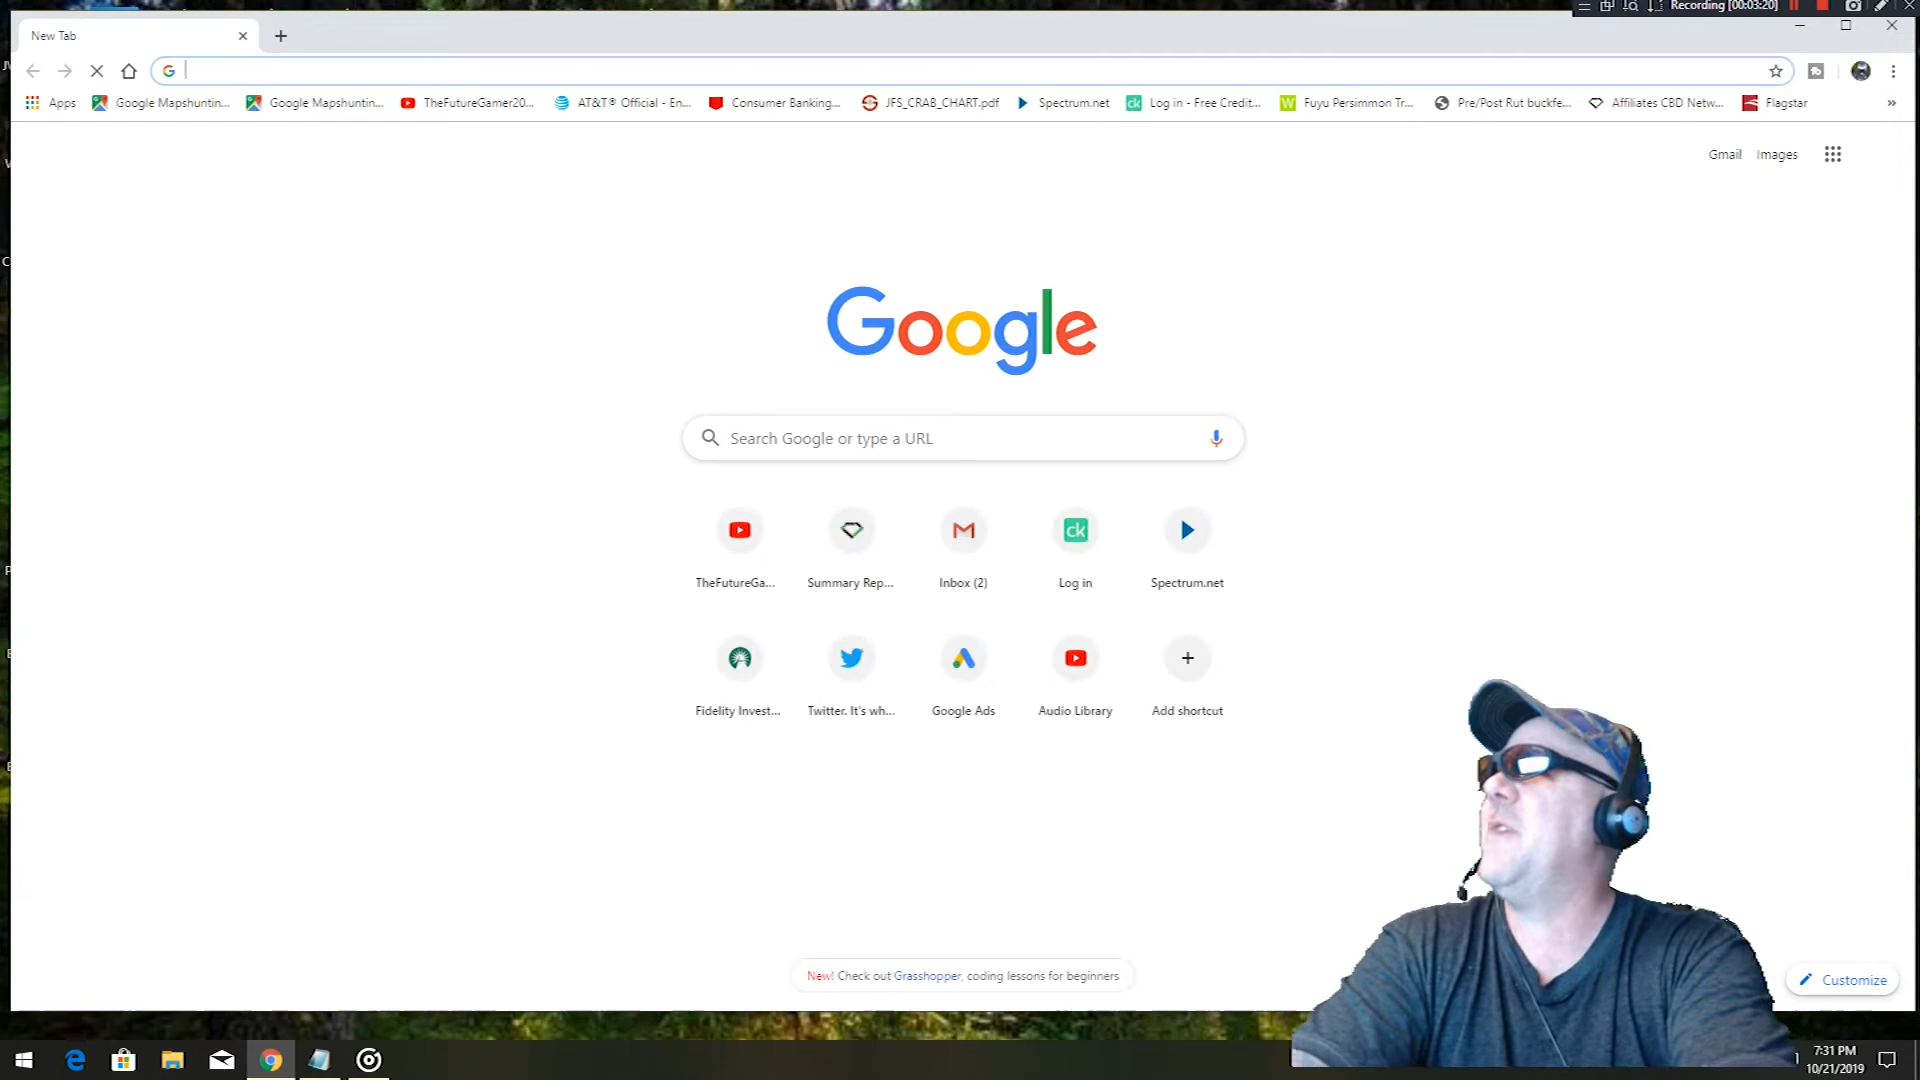 Recording [00:03:20]
New Tab
Apps
Google Mapshuntin...
Google Mapshuntin...
TheFutureGamer20...
AT&T® Official - En...
Consumer Banking...
JFS_CRAB_CHART.pdf
Spectrum.net
Log in - Free Credit...
Fuyu Persimmon Tr...
Pre/Post Rut buckfe...
Affiliates CBD Netw...
Flagstar
Gmail
Images
Google
Search Google or type a URL
TheFutureGa...
Summary Rep...
Inbox (2)
ck
Log in
Spectrum.net
Fidelity Invest...
Twitter. It's wh...
Google Ads
Audio Library
Add shortcut
New! Check out Grasshopper, coding lessons for beginners
Customize
7:31 PM
10/21/2019